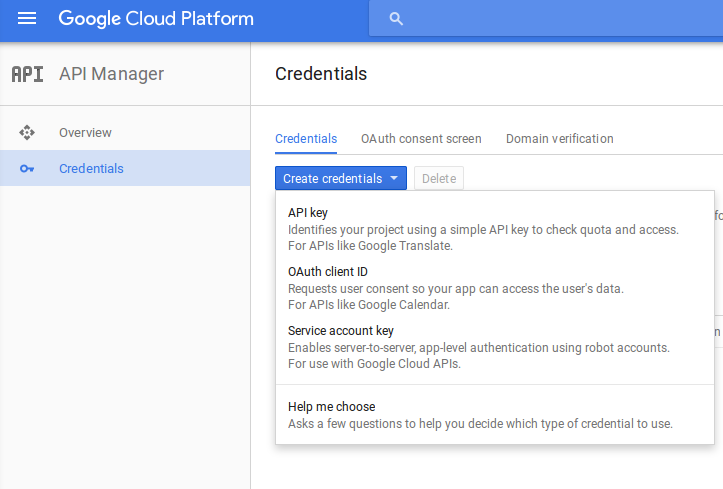 Google Cloud Platform
API API Manager
Credentials
Overview
Credentials
Credentials OAuth consent screen Domain verification
Create credentials Delete
API key
Identifies your project using a simple API key to check quota and access.
For APIs like Google Translate.
OAuth client ID
Requests user consent so your app can access the user's data.
For APIs like Google Calendar.
Service account key
Enables server-to-server, app-level authentication using robot accounts.
For use with Google Cloud APIs.
Help me choose
Asks a few questions to help you decide which type of credential to use.